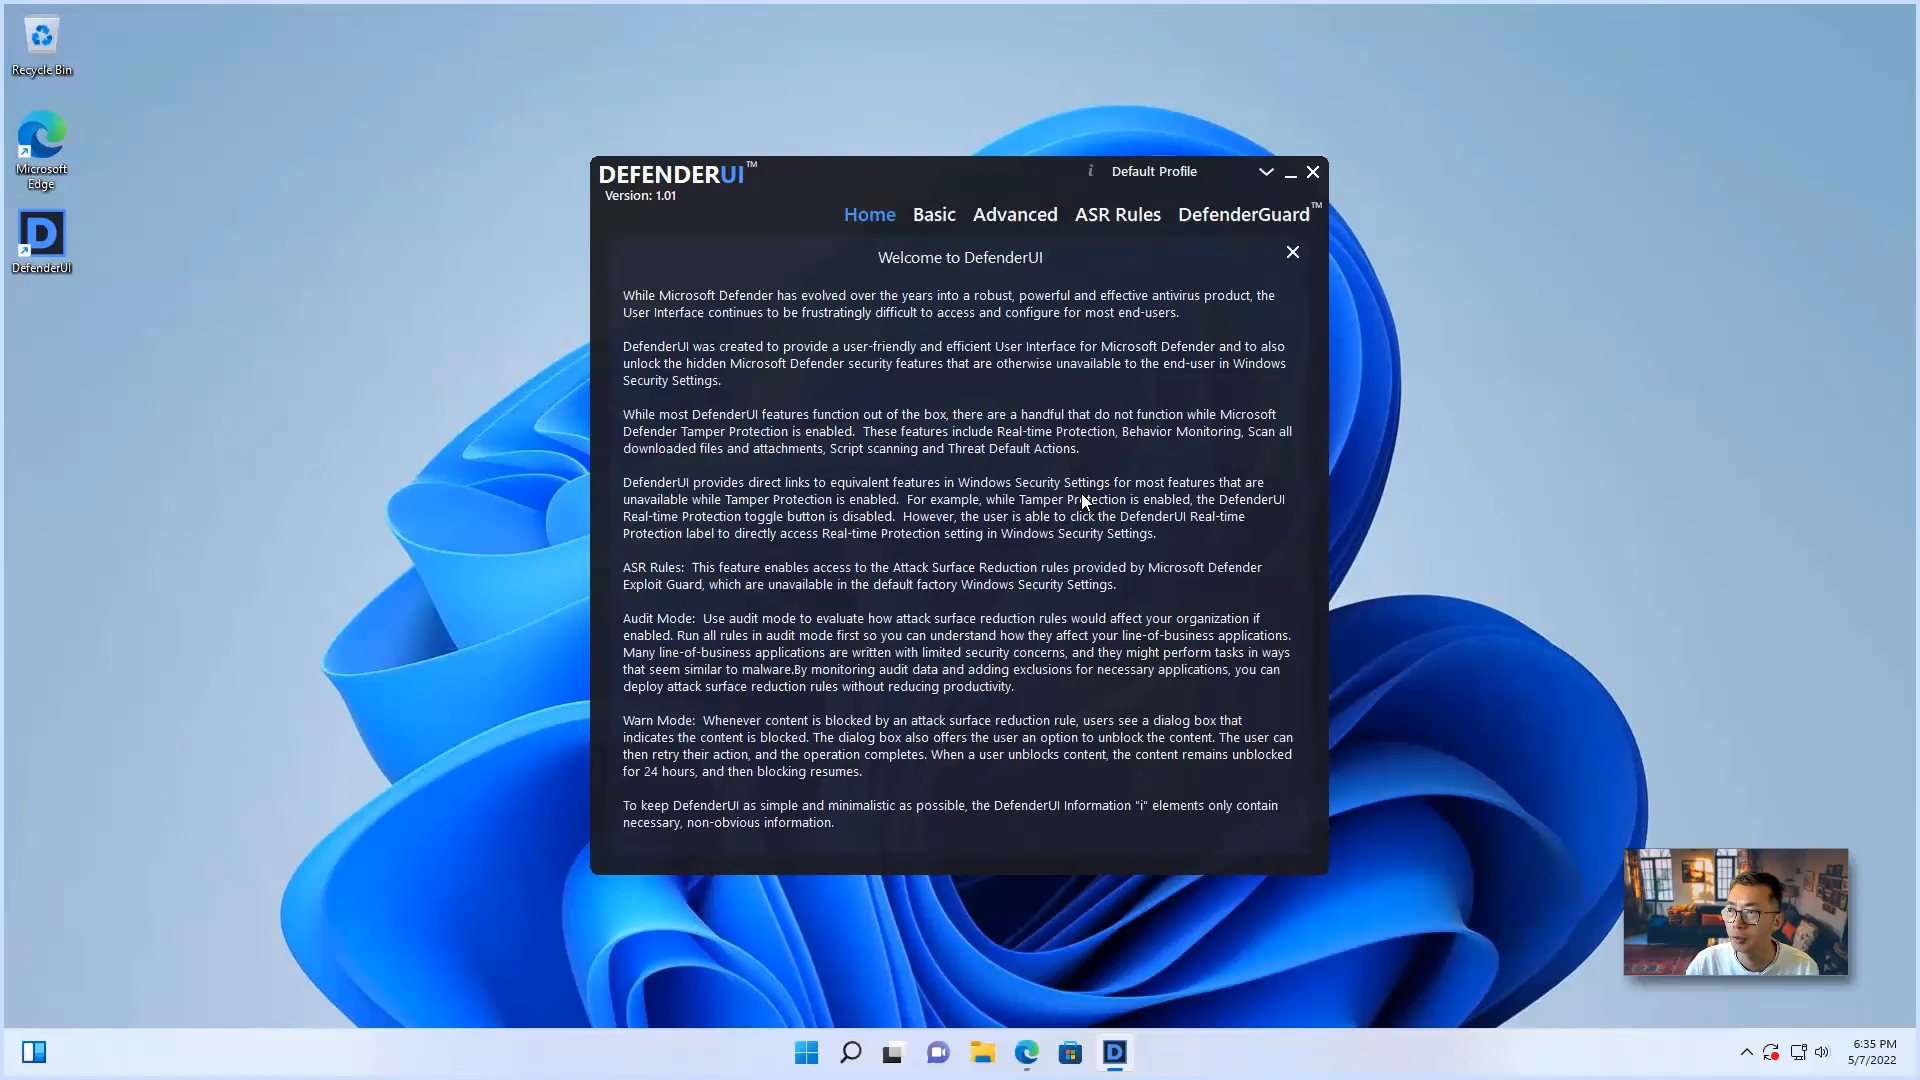 Recycle Bin
Microsoft
Edge
DefenderUI
DEFENDERUI™
Version: 1.01
i Default Profile
Home Basic Advanced ASR Rules DefenderGuard™
Welcome to DefenderUI
While Microsoft Defender has evolved over the years into a robust, powerful and effective antivirus product, the
User Interface continues to be frustratingly difficult to access and configure for most end-users.
DefenderUI was created to provide a user-friendly and efficient User Interface for Microsoft Defender and to also
unlock the hidden Microsoft Defender security features that are otherwise unavailable to the end-user in Windows
Security Settings.
While most DefenderUI features function out of the box, there are a handful that do not function while Microsoft
Defender Tamper Protection is enabled.  These features include Real-time Protection, Behavior Monitoring, Scan all
downloaded files and attachments, Script scanning and Threat Default Actions.
DefenderUI provides direct links to equivalent features in Windows Security Settings for most features that are
unavailable while Tamper Protection is enabled.  For example, while Tamper Protection is enabled, the DefenderUI
Real-time Protection toggle button is disabled.  However, the user is able to click the DefenderUI Real-time
Protection label to directly access Real-time Protection setting in Windows Security Settings.
ASR Rules:  This feature enables access to the Attack Surface Reduction rules provided by Microsoft Defender
Exploit Guard, which are unavailable in the default factory Windows Security Settings.
Audit Mode:  Use audit mode to evaluate how attack surface reduction rules would affect your organization if
enabled. Run all rules in audit mode first so you can understand how they affect your line-of-business applications.
Many line-of-business applications are written with limited security concerns, and they might perform tasks in ways
that seem similar to malware.By monitoring audit data and adding exclusions for necessary applications, you can
deploy attack surface reduction rules without reducing productivity.
Warn Mode:  Whenever content is blocked by an attack surface reduction rule, users see a dialog box that
indicates the content is blocked. The dialog box also offers the user an option to unblock the content. The user can
then retry their action, and the operation completes. When a user unblocks content, the content remains unblocked
for 24 hours, and then blocking resumes.
To keep DefenderUI as simple and minimalistic as possible, the DefenderUI Information "i" elements only contain
necessary, non-obvious information.
6:35 PM
5/7/2022